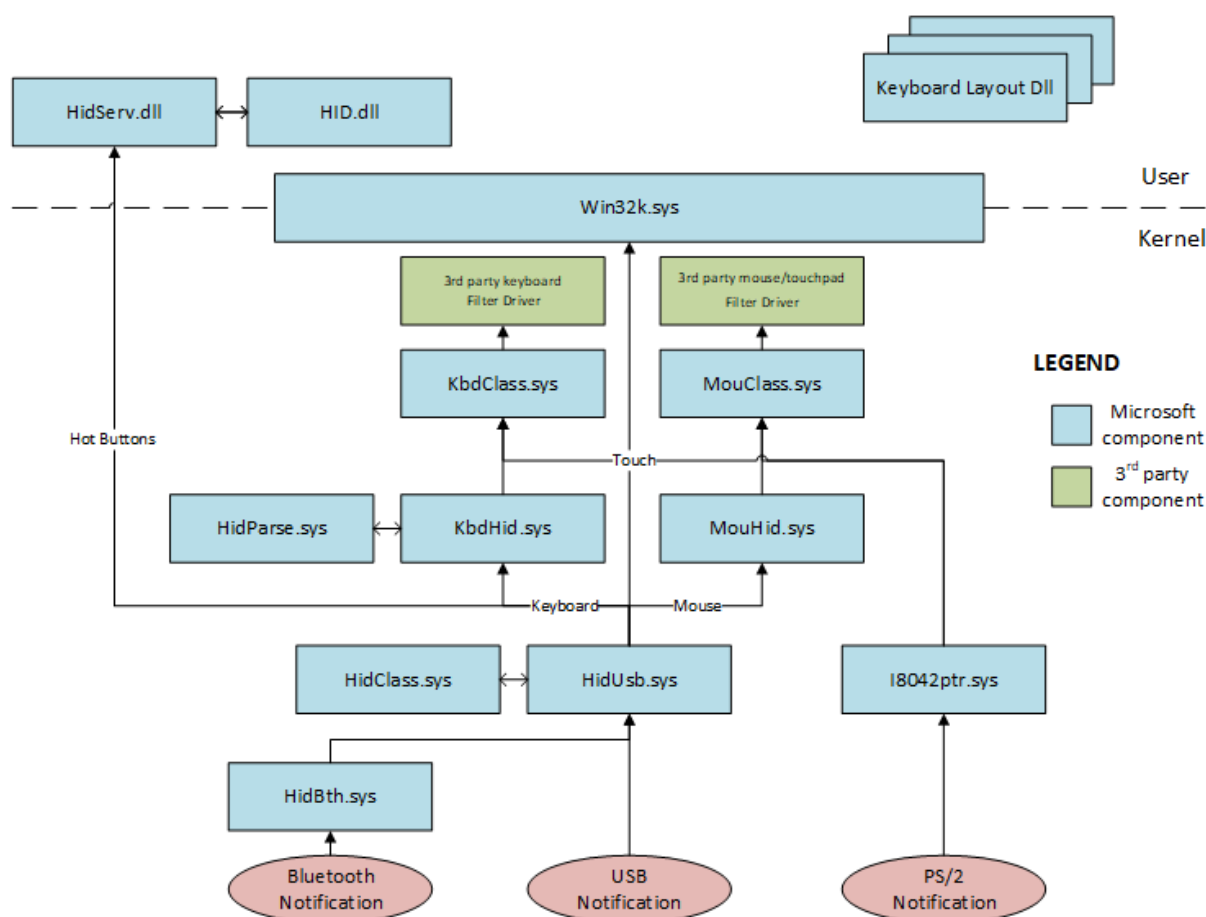 Keyboard Layout Dll
HidServ.dll
HID.dll
User
Win32k.sys
Kernel
3rd party keyboard
Filter Driver
3rd party mouse/touchpad
Filter Driver
KbdClass.sys
MouClass.sys
LEGEND
Microsoft
component
3rd party
component
Hot Buttons
Touch
HidParse.sys
KbdHid.sys
MouHid.sys
Keyboard
Mouse
HidClass.sys
HidUsb.sys
I8042ptr.sys
HidBth.sys
Bluetooth
Notification
USB
Notification
PS/2
Notification